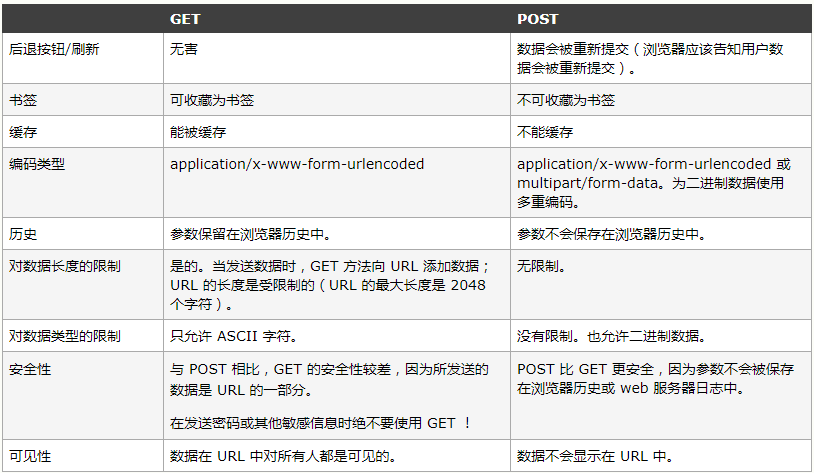 GET POST
后退按钮/刷新 无害 数据会被重新提交（浏览器应该告知用户数
据会被重新提交）。
书签 可收藏为书签 不可收藏为书签
缓存 能被缓存 不能缓存
编码类型 application/x-www-form-urlencoded application/x-www-form-urlencoded 或
multipart/form-data。为二进制数据使用
多重编码。
历史 参数保留在浏览器历史中。 参数不会保存在浏览器历史中。
对数据长度的限制 是的。当发送数据时，GET 方法向 URL 添加数据； 无限制。
URL 的长度是受限制的（URL 的最大长度是 2048
个字符）。
对数据类型的限制 只允许 ASCII 字符。 没有限制。也允许二进制数据。
安全性 与 POST 相比，GET 的安全性较差，因为所发送的 POST 比 GET 更安全，因为参数不会被保存
数据是 URL 的一部分。 在浏览器历史或 web 服务器日志中。
在发送密码或其他敏感信息时绝不要使用 GET ！
可见性 数据在 URL 中对所有人都是可见的。 数据不会显示在 URL 中。